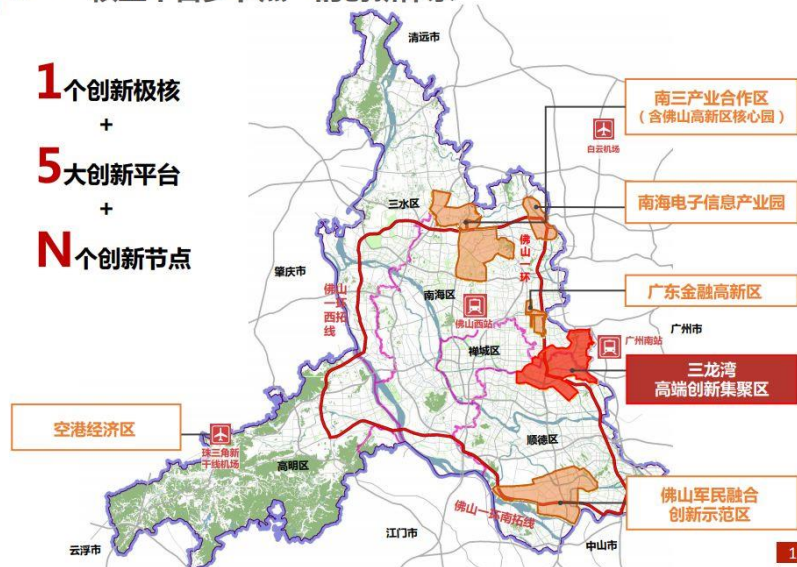 清远市
1个创新极核
+
5大创新平台
+
N个创新节点
南三产业合作区
（含佛山高新区核心园）
白云机场
三水区
南海电子信息产业园
佛山一环
肇庆市
佛山
一环
西拓
线
南海区
佛山西站
广东金融高新区
禅城区
广州南站
广州市
三龙湾
高端创新集聚区
空港经济区
珠三角新
干线机场
高明区
顺德区
佛山军民融合
创新示范区
佛山一环南拓线
江门市
中山市
云浮市
1